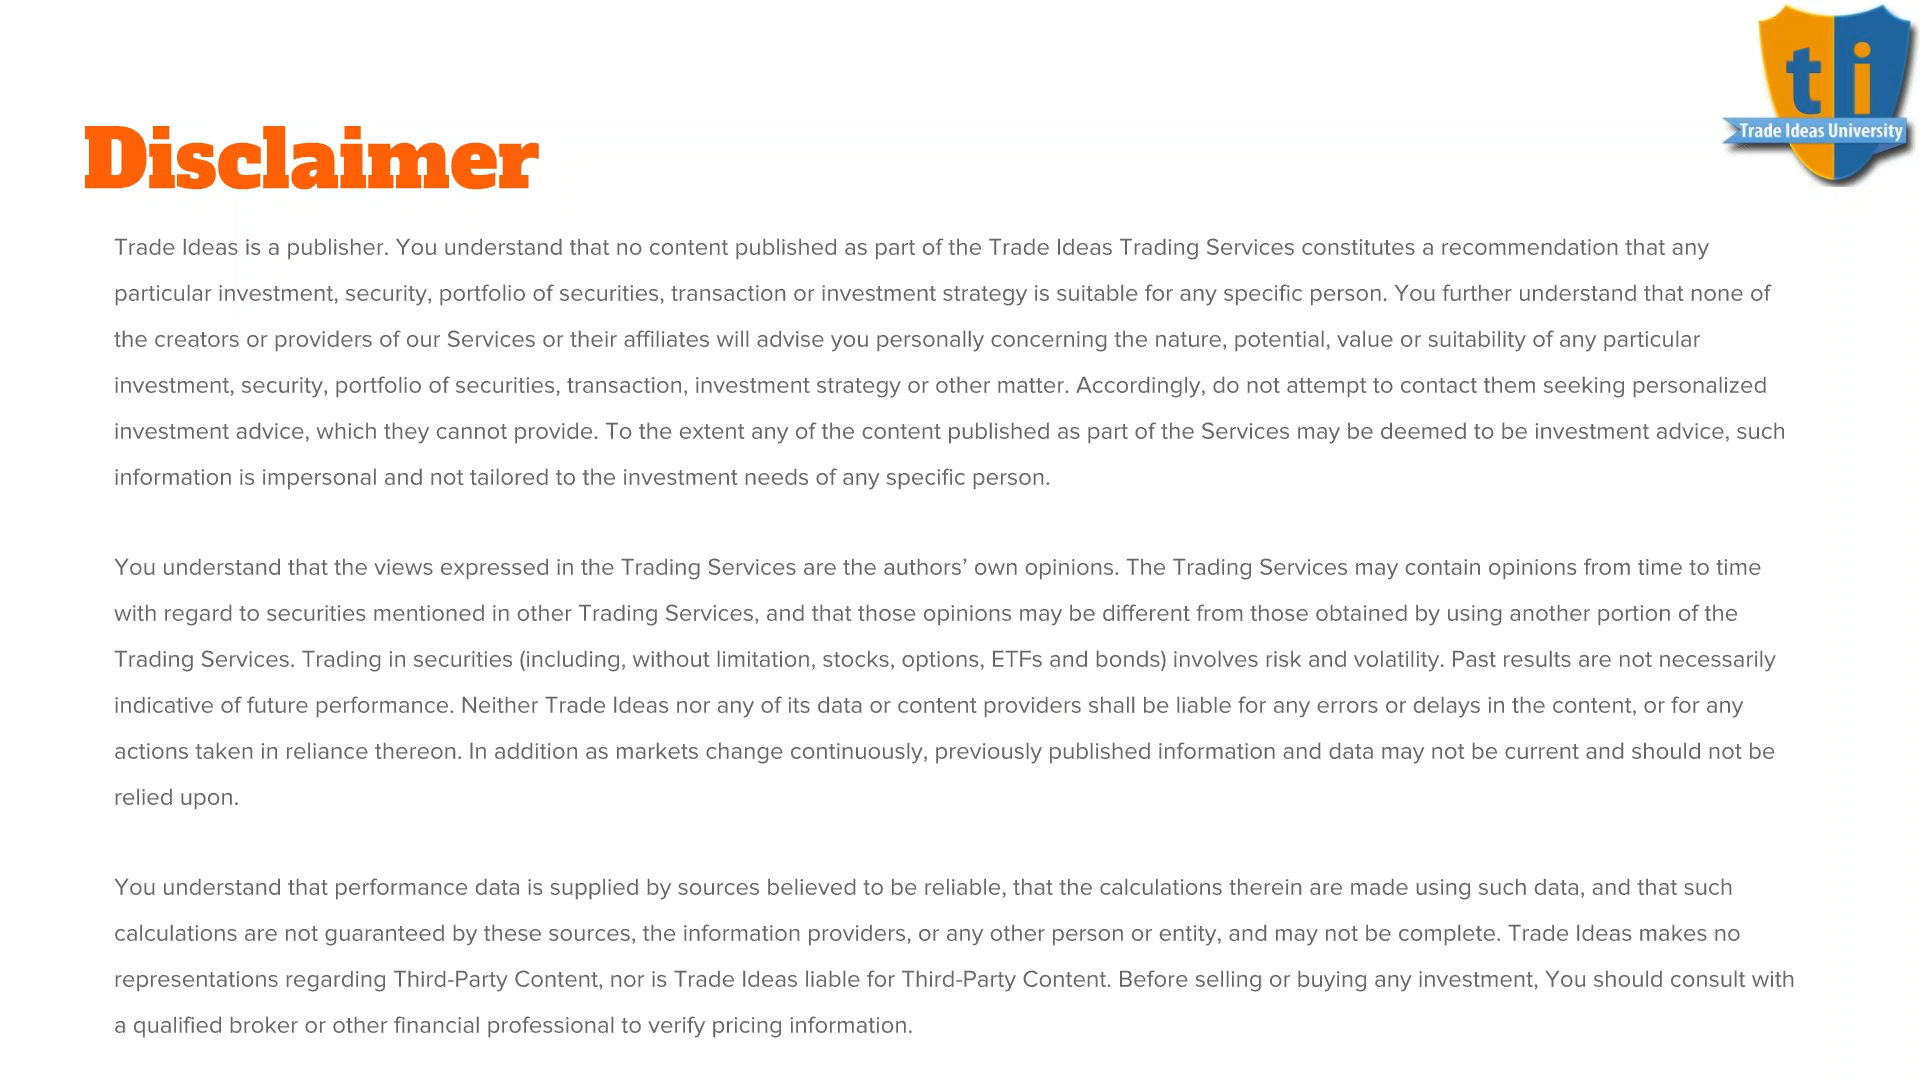 ti
Trade Ideas University
Disclaimer
Trade Ideas is a publisher. You understand that no content published as part of the Trade Ideas Trading Services constitutes a recommendation that any
particular investment, security, portfolio of securities, transaction or investment strategy is suitable for any specific person. You further understand that none of
the creators or providers of our Services or their affiliates will advise you personally concerning the nature, potential, value or suitability of any particular
investment, security, portfolio of securities, transaction, investment strategy or other matter. Accordingly, do not attempt to contact them seeking personalized
investment advice, which they cannot provide. To the extent any of the content published as part of the Services may be deemed to be investment advice, such
information is impersonal and not tailored to the investment needs of any specific person.
You understand that the views expressed in the Trading Services are the authors’ own opinions. The Trading Services may contain opinions from time to time
with regard to securities mentioned in other Trading Services, and that those opinions may be different from those obtained by using another portion of the
Trading Services. Trading in securities (including, without limitation, stocks, options, ETFs and bonds) involves risk and volatility. Past results are not necessarily
indicative of future performance. Neither Trade Ideas nor any of its data or content providers shall be liable for any errors or delays in the content, or for any
actions taken in reliance thereon. In addition as markets change continuously, previously published information and data may not be current and should not be
relied upon.
You understand that performance data is supplied by sources believed to be reliable, that the calculations therein are made using such data, and that such
calculations are not guaranteed by these sources, the information providers, or any other person or entity, and may not be complete. Trade Ideas makes no
representations regarding Third-Party Content, nor is Trade Ideas liable for Third-Party Content. Before selling or buying any investment, You should consult with
a qualified broker or other financial professional to verify pricing information.